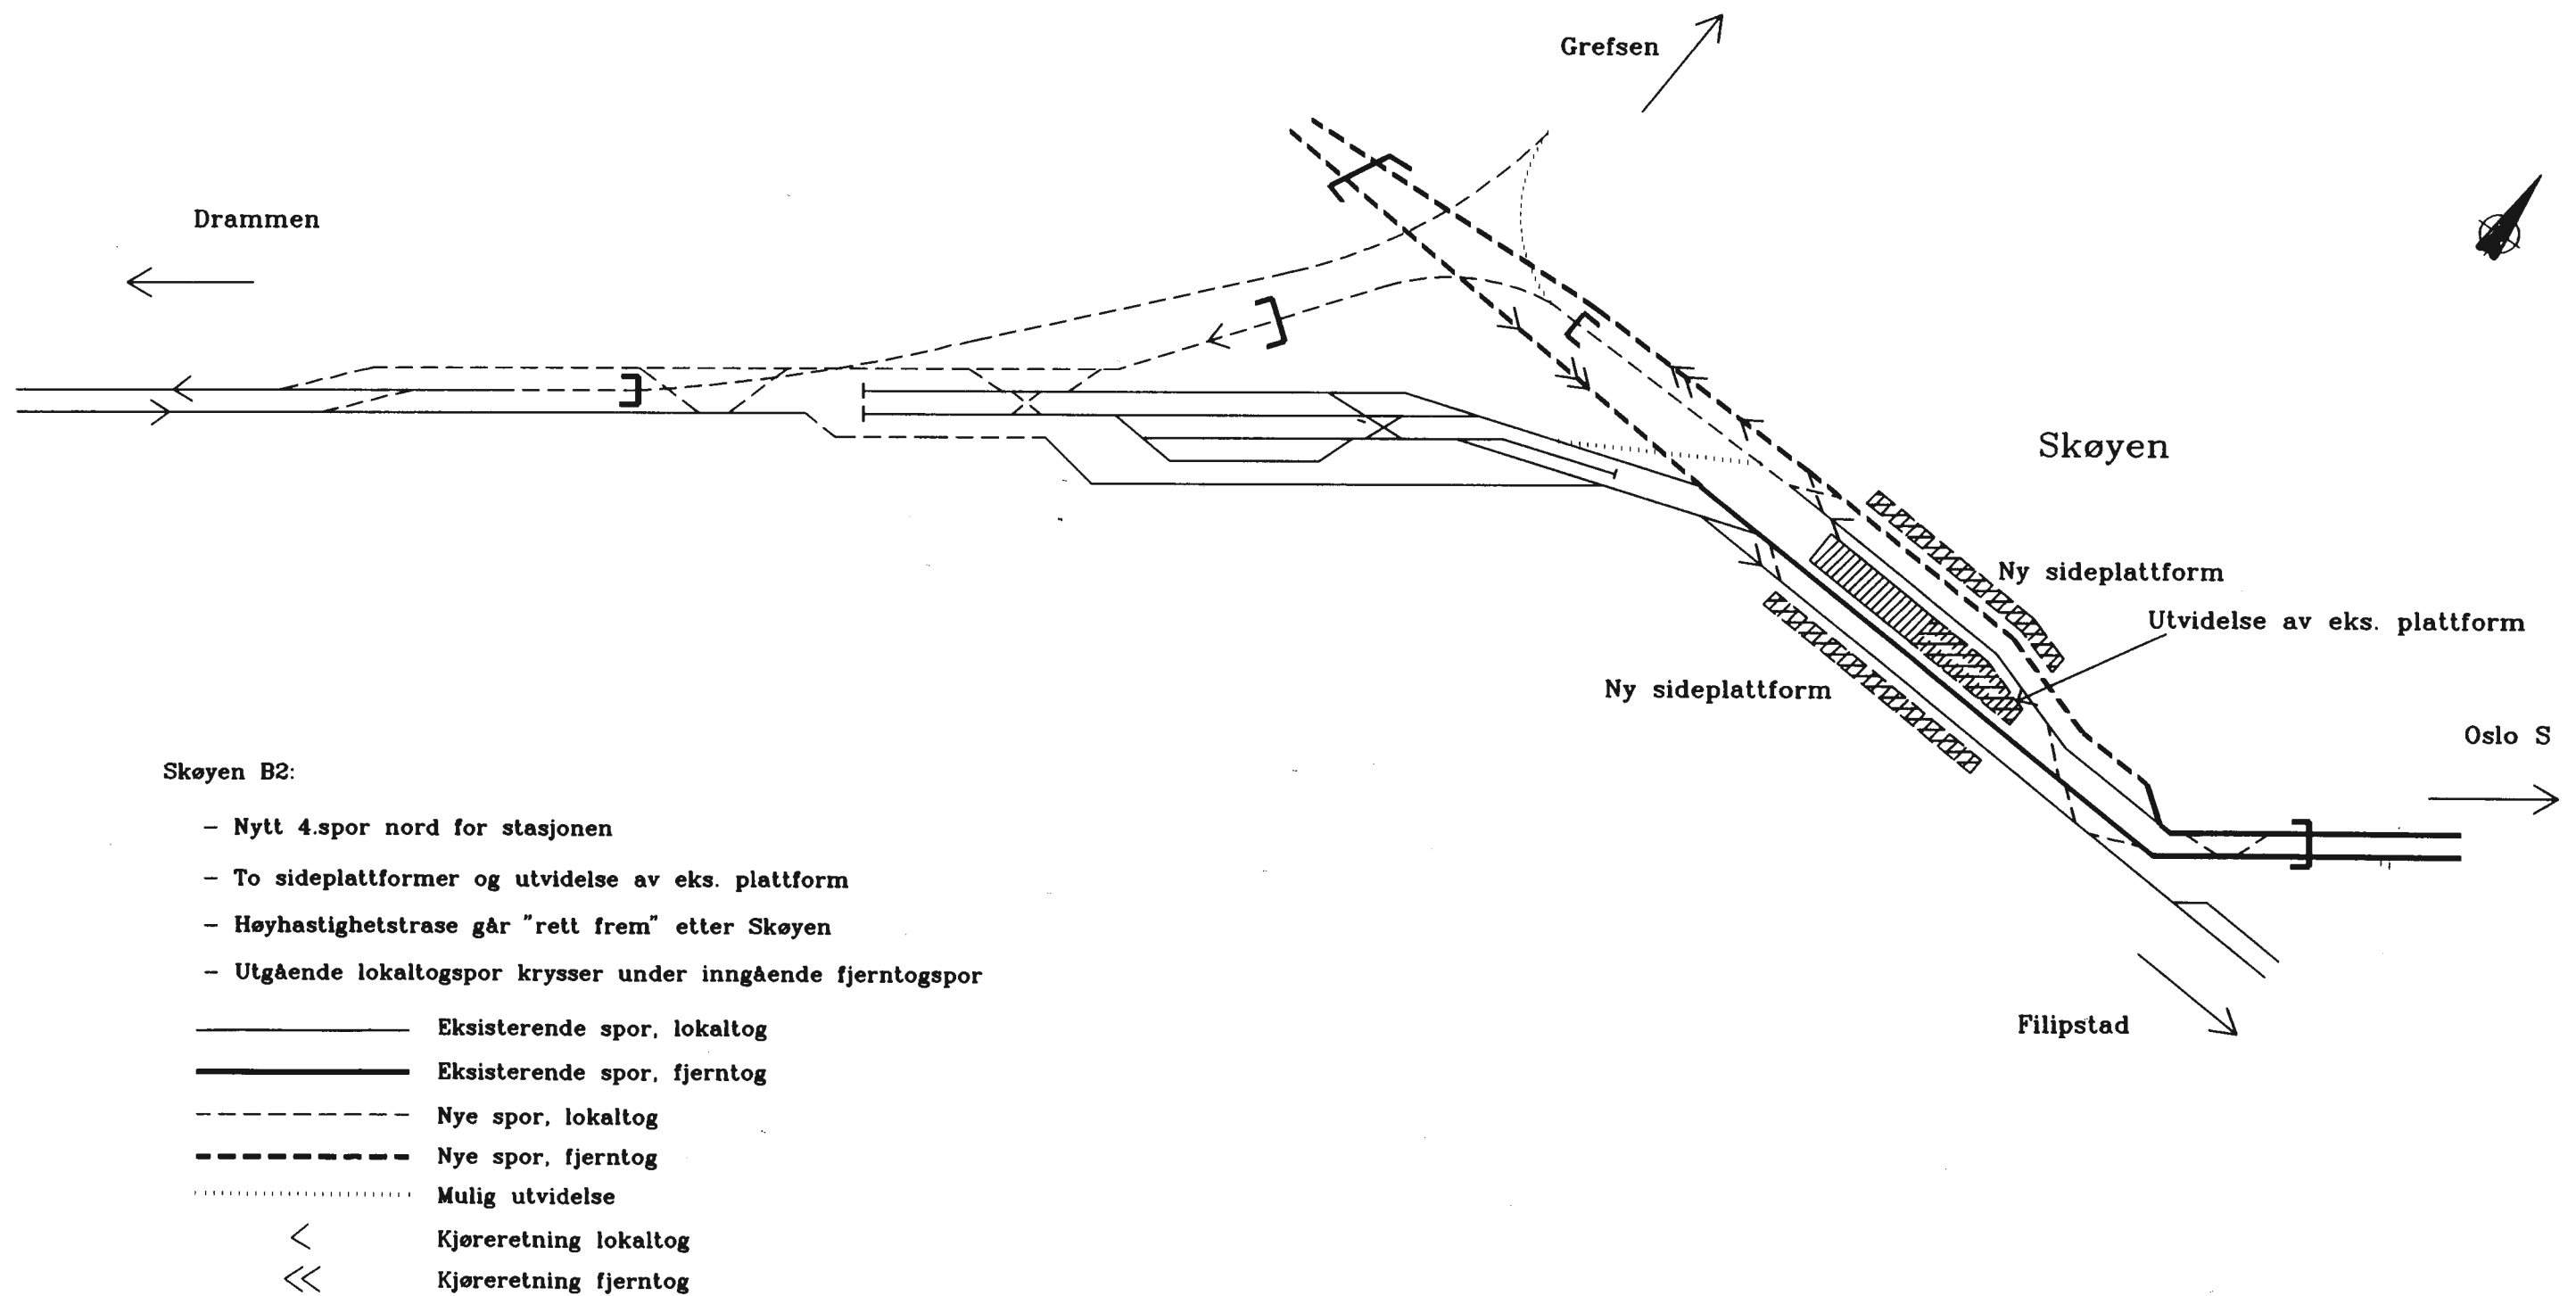 Grefsen
Drammen
Skøyen
Ny sideplattform
Utvidelse av eks. plattform
Ny sideplattform
Oslo S
Filipstad
Skøyen B2:
– Nytt 4.spor nord for stasjonen
– To sideplattformer og utvidelse av eks. plattform
– Høyhastighetstrase går "rett frem" etter Skøyen
– Utgående lokaltogspor krysser under inngående fjerntogspor
Eksisterende spor, lokaltog
Eksisterende spor, fjerntog
Nye spor, lokaltog
Nye spor, fjerntog
Mulig utvidelse
Kjøreretning lokaltog
Kjøreretning fjerntog